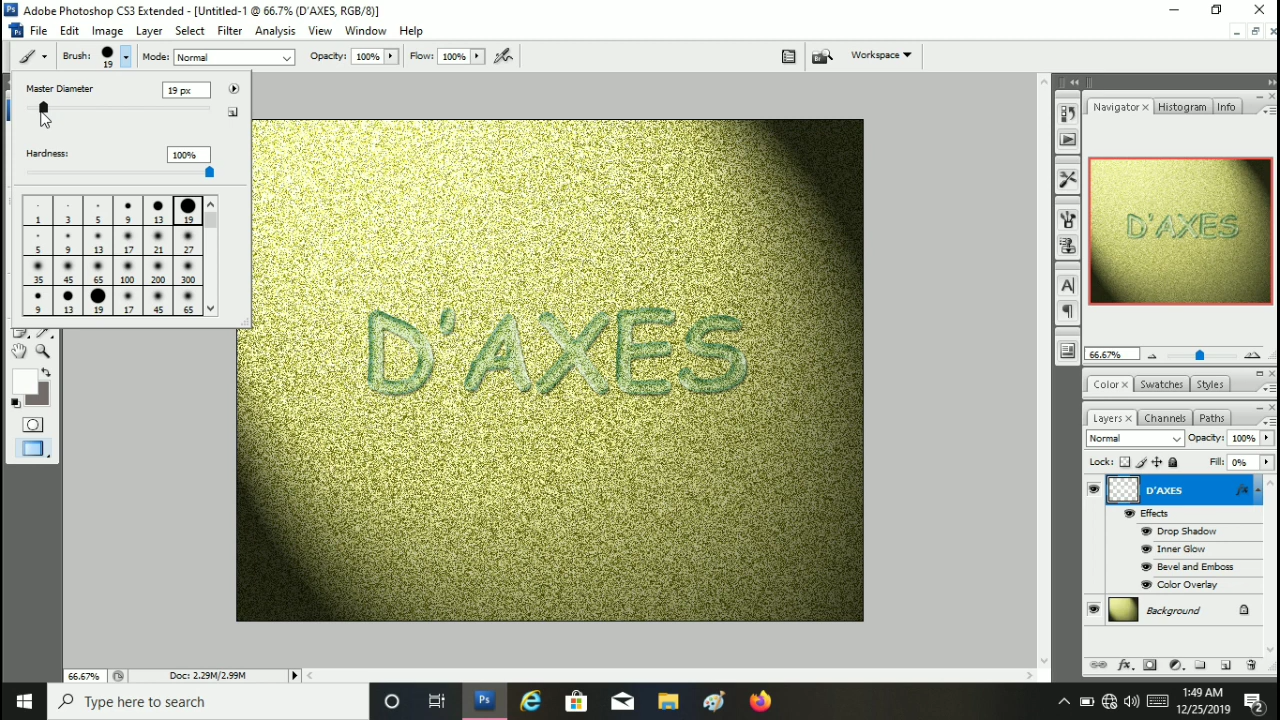 Adobe Photoshop CS3 Extended - [Untitled-1 @ 66.7% (D'AXES, RGB/8)]
File Edit Image Layer Select Filter Analysis View Window Help
Brush: 19 Mode: Normal Opacity: 100% Flow: 100% Workspace
Master Diameter 19 px
Hardness: 100%
1 3 5 9 13 19
5 9 13 17 21 27
35 45 65 100 200 300
9 13 19 17 45 65
D'AXES
Navigator Histogram Info
D'AXES
66.67%
Color Swatches Styles
Layers Channels Paths
Normal Opacity: 100%
Lock: Fill: 0%
D'AXES
Effects
Drop Shadow
Inner Glow
Bevel and Emboss
Color Overlay
Background
66.67% Doc: 2.29M/2.99M
Type here to search
Ps
1:49 AM
12/25/2019
2